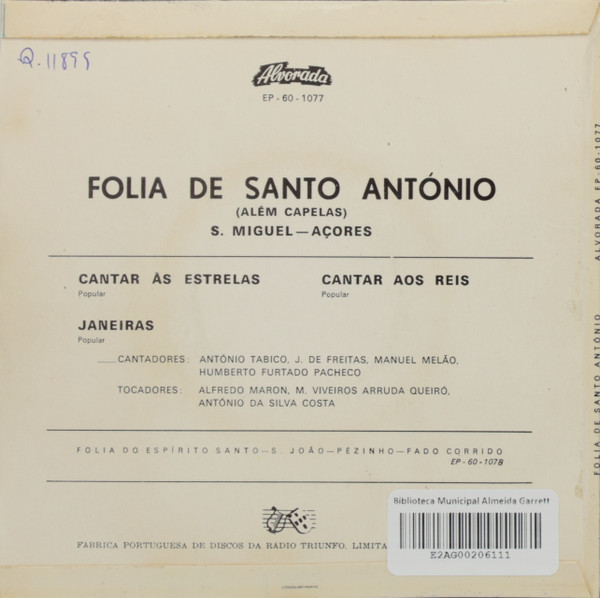 Q. 11899
Alvorada
EP - 60 - 1077
FOLIA DE SANTO ANTÓNIO
(ALÉM CAPELAS)
S. MIGUEL — AÇORES
CANTAR ÀS ESTRELAS
Popular
CANTAR AOS REIS
Popular
JANEIRAS
Popular
CANTADORES: ANTÓNIO TABICO, J. DE FREITAS, MANUEL MELÃO,
HUMBERTO FURTADO PACHECO
TOCADORES: ALFREDO MARON, M. VIVEIROS ARRUDA QUEIRÓ,
ANTÓNIO DA SILVA COSTA
FOLIA DO ESPÍRITO SANTO — S. JOÃO — PÉZINHO — FADO CORRIDO
EP - 60 - 1078
FABRICA PORTUGUESA DE DISCOS DA RÁDIO TRIUNFO, LIMITA
Biblioteca Municipal Almeida Garrett
E2AG00206111
FOLIA DE SANTO ANTÓNIO ALVORADA EP-60-1077